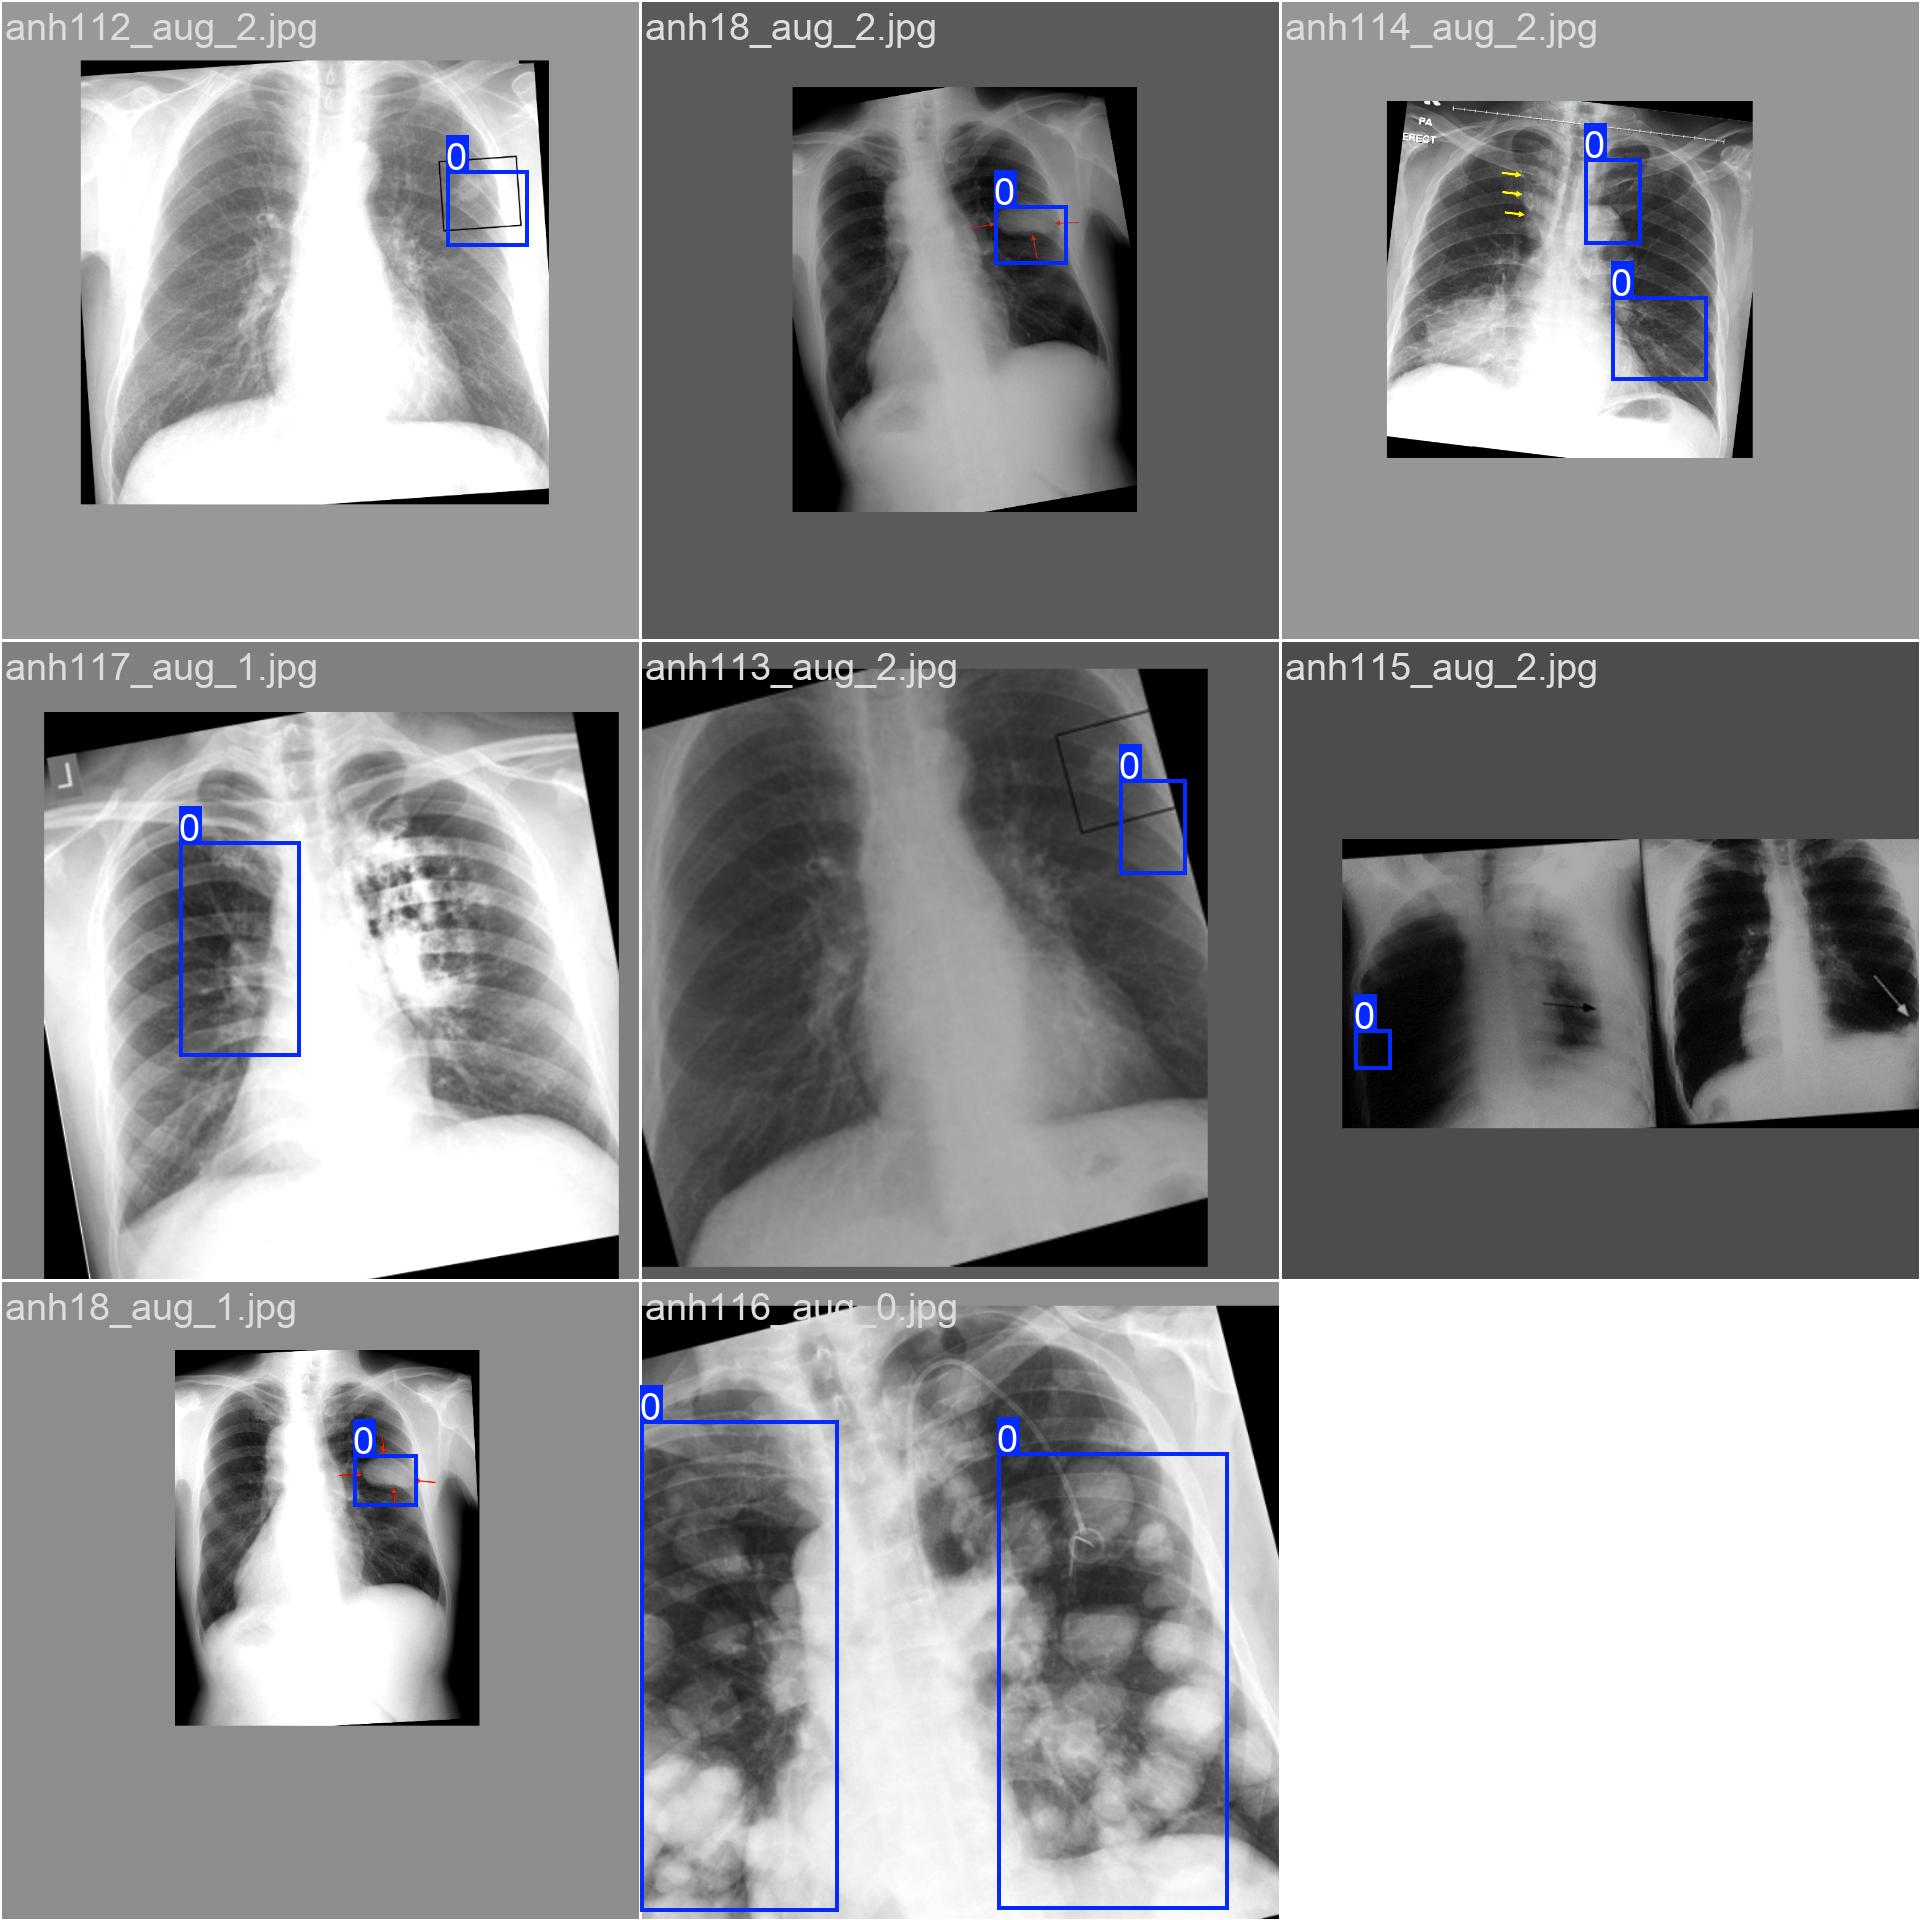 anh112_aug_2.jpg
0
anh18_aug_2.jpg
0
anh114_aug_2.jpg
PA
ERECT
0
0
anh117_aug_1.jpg
L
0
anh113_aug_2.jpg
0
anh115_aug_2.jpg
0
anh18_aug_1.jpg
0
anh116_aug_0.jpg
0
0